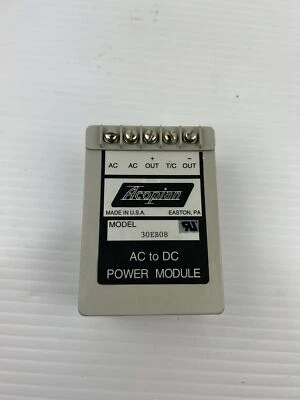 + −
AC AC OUT T/C OUT
Acopian
MADE IN U.S.A. EASTON, PA
MODEL
30EB08
AC to DC
POWER MODULE